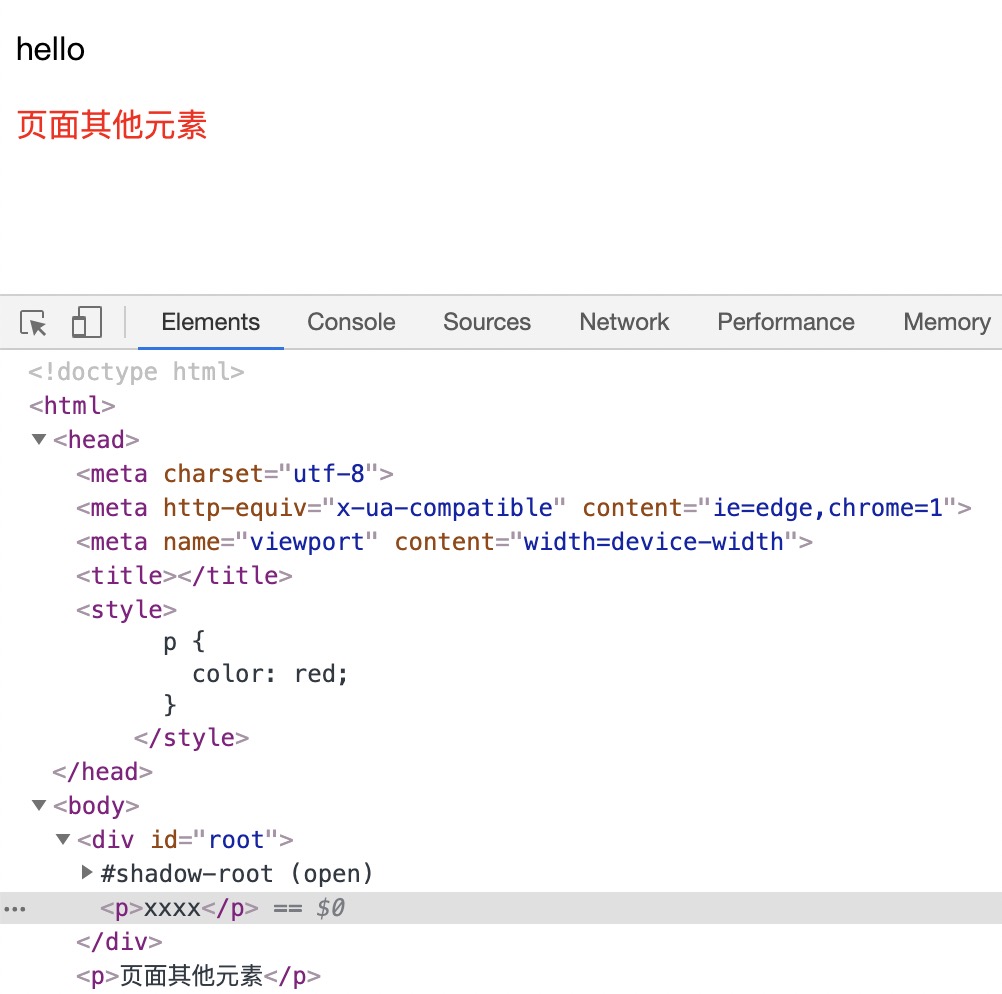 hello
页面其他元素
Elements Console Sources Network Performance Memory
<!doctype html>
<html>
<head>
<meta charset="utf-8">
<meta http-equiv="x-ua-compatible" content="ie=edge,chrome=1">
<meta name="viewport" content="width=device-width">
<title></title>
<style>
p {
color: red;
}
</style>
</head>
<body>
<div id="root">
#shadow-root (open)
<p>xxxx</p> == $0
</div>
<p>页面其他元素</p>